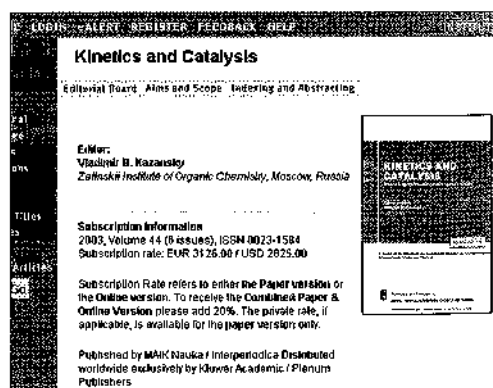 LOGIN eALERT REGISTER FEEDBACK HELP
Kinetics and Catalysis
Editorial Board Aims and Scope Indexing and Abstracting
Editor:
Vladimir B. Kazansky
Zelinskii Institute of Organic Chemistry, Moscow, Russia
KINETICS AND
CATALYSIS
Titles
Subscription Information
2003, Volume 44 (6 issues), ISSN 0023-1584
Subscription rate: EUR 3126.00 / USD 2825.00
Articles
GO
Subscription Rate refers to either the Paper version or
the Online version. To receive the Combined Paper &
Online Version please add 20%. The private rate, if
applicable, is available for the paper version only.
Published by MAIK Nauka / Interperiodica Distributed
worldwide exclusively by Kluwer Academic / Plenum
Publishers